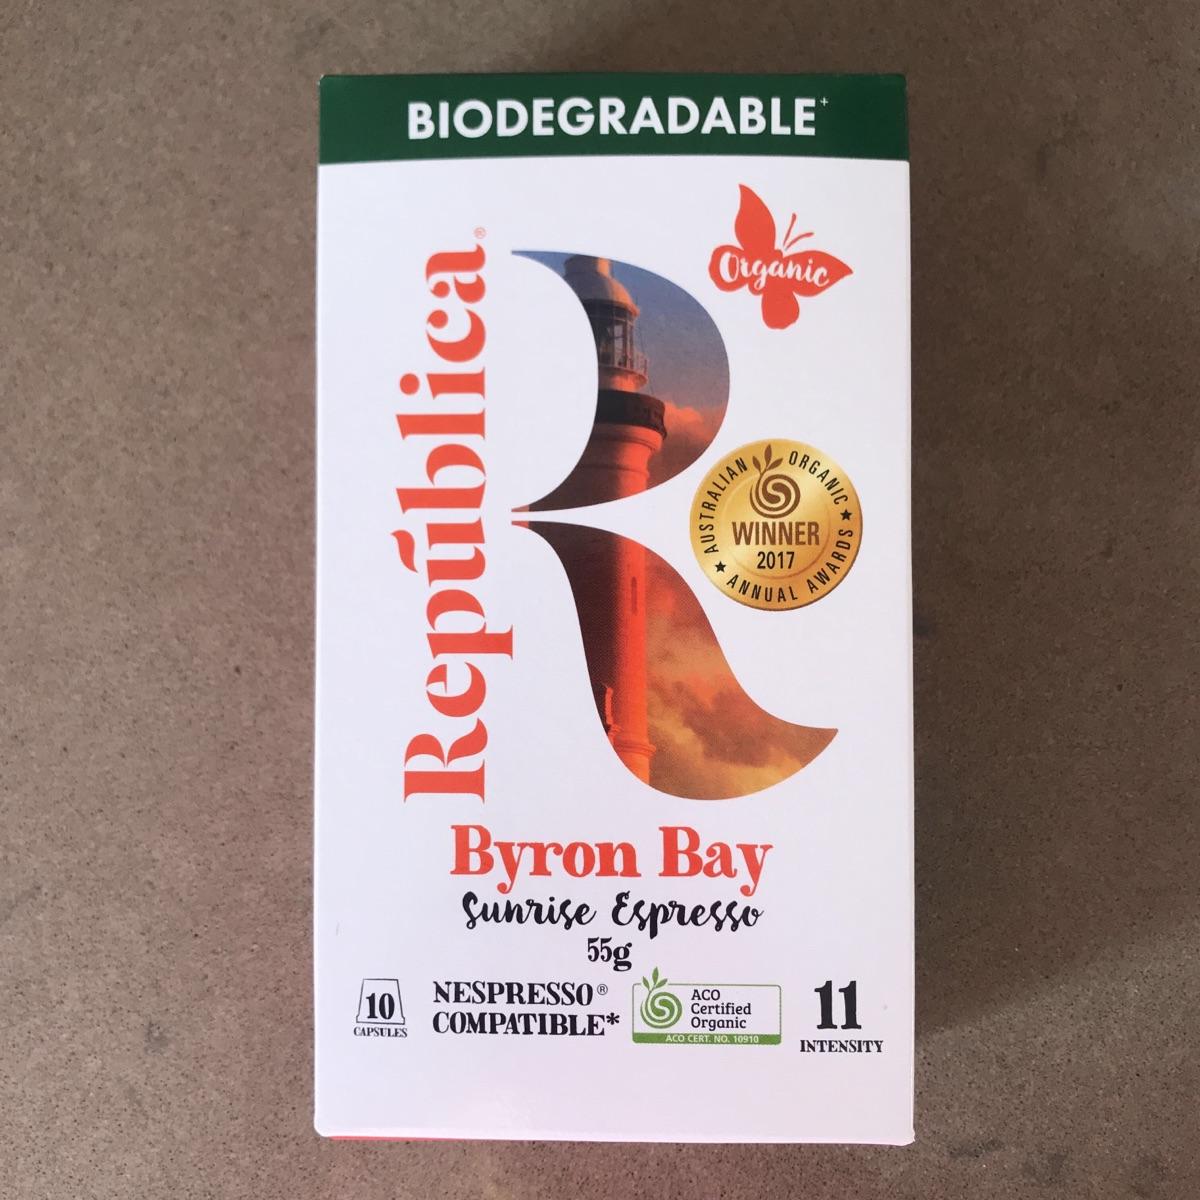 BIODEGRADABLE+
República®
Organic
AUSTRALIAN ORGANIC
WINNER
2017
ANNUAL AWARDS
Byron Bay
Sunrise Espresso
55g
10
CAPSULES
NESPRESSO®
COMPATIBLE*
ACO
Certified
Organic
ACO CERT. NO. 10910
11
INTENSITY